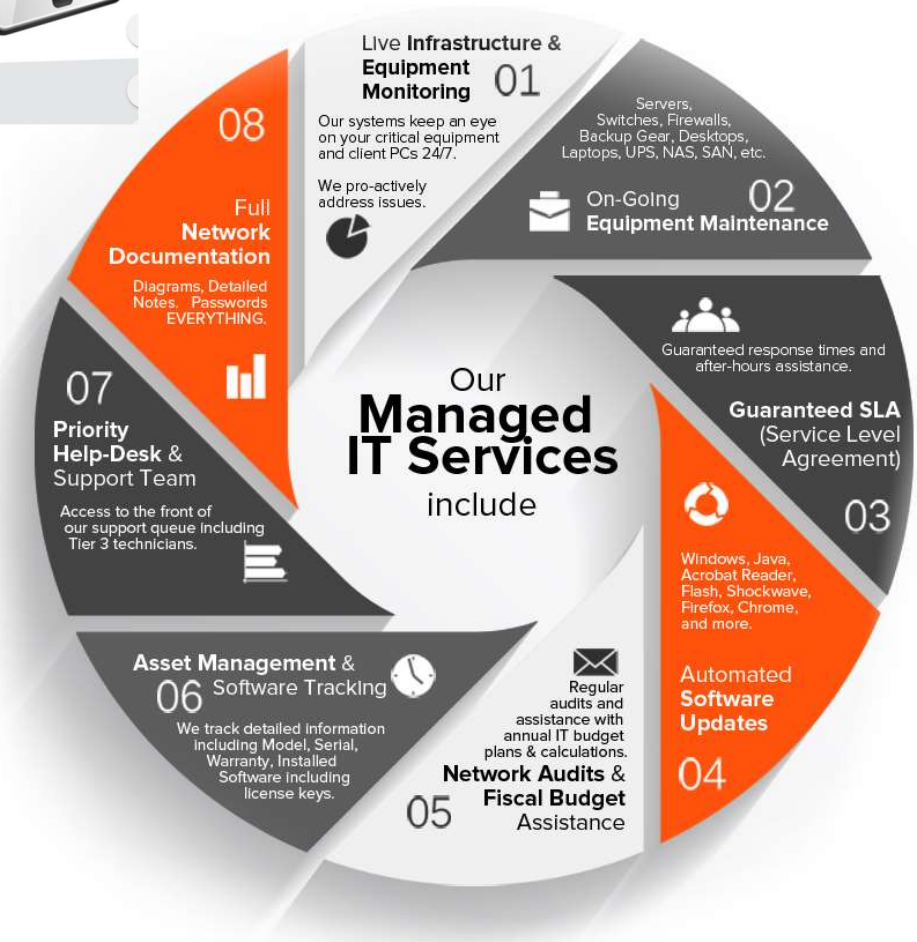 Our
Managed
IT Services
include
Live Infrastructure &
Equipment
Monitoring
01
Our systems keep an eye
on your critical equipment
and client PCs 24/7.
We pro-actively
address issues.
Servers,
Switches, Firewalls,
Backup Gear, Desktops,
Laptops, UPS, NAS, SAN, etc.
On-Going
02
Equipment Maintenance
Guaranteed response times and
after-hours assistance.
Guaranteed SLA
(Service Level
Agreement)
03
Windows, Java,
Acrobat Reader,
Flash, Shockwave,
Firefox, Chrome,
and more.
Automated
Software
Updates
04
Regular
audits and
assistance with
annual IT budget
plans & calculations.
Network Audits &
Fiscal Budget
Assistance
05
Asset Management &
Software Tracking
06
We track detailed information
including Model, Serial,
Warranty, Installed
Software including
license keys.
07
Priority
Help-Desk &
Support Team
Access to the front of
our support queue including
Tier 3 technicians.
08
Full
Network
Documentation
Diagrams, Detailed
Notes. Passwords
EVERYTHING.